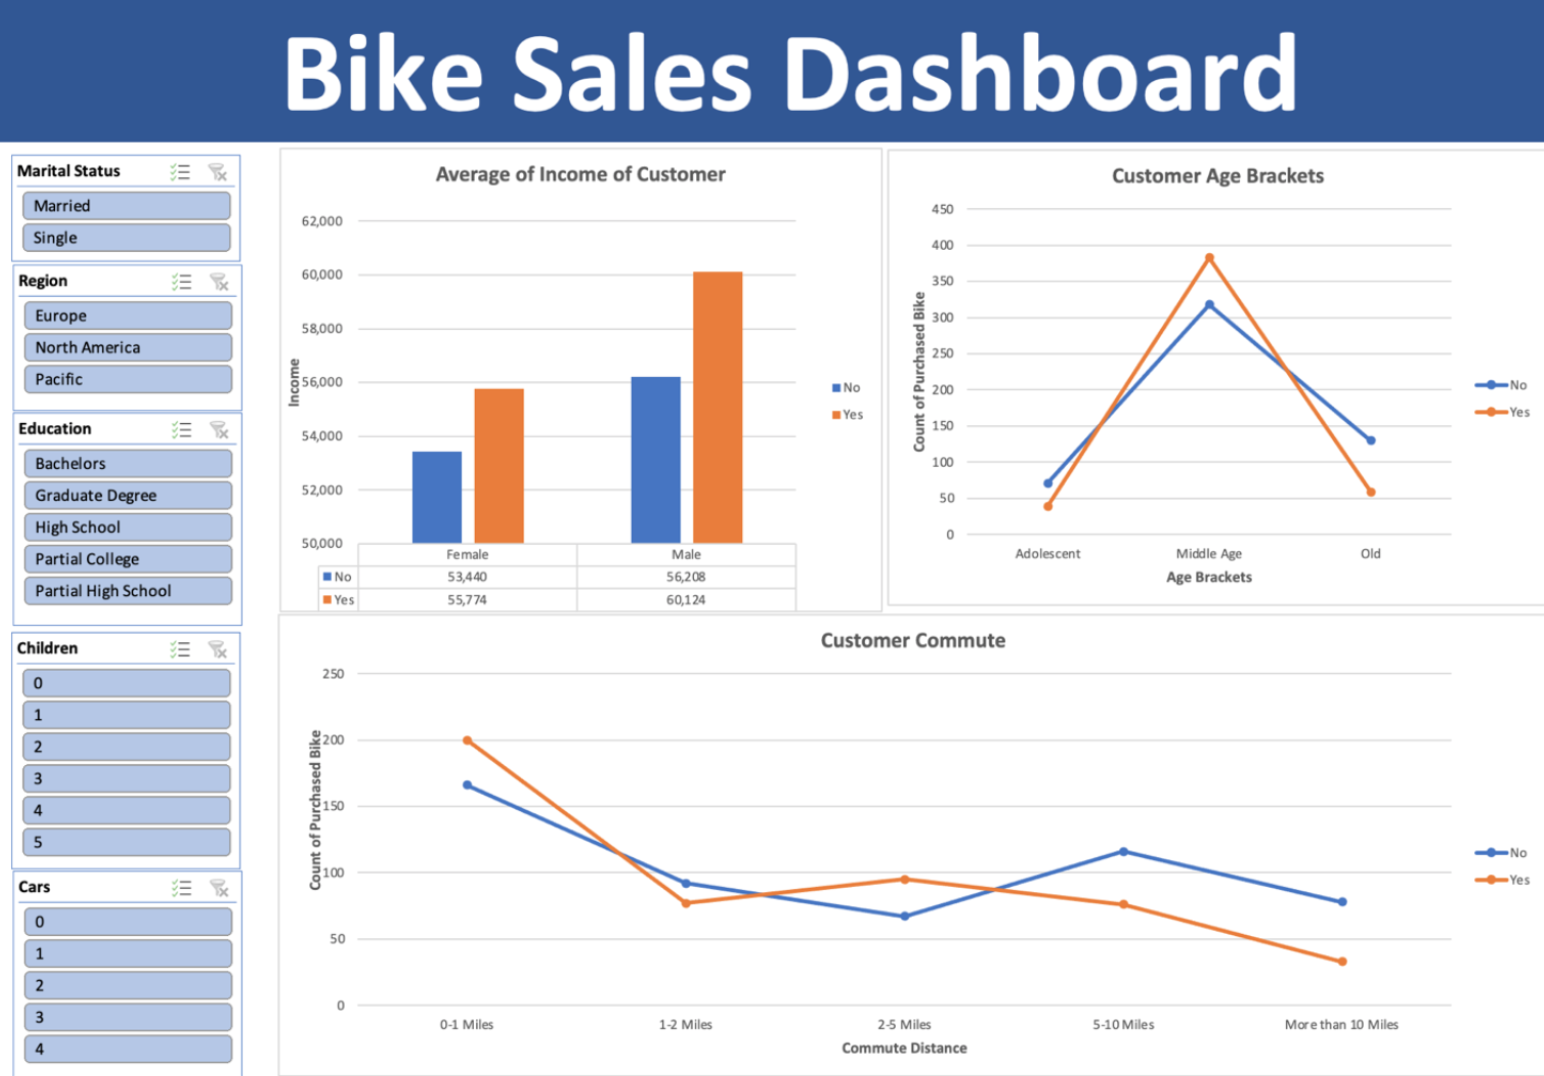 Bike Sales Dashboard
Marital Status
Married
Single
Region
Europe
North America
Pacific
Education
Bachelors
Graduate Degree
High School
Partial College
Partial High School
Children
0
1
2
3
4
5
Cars
0
1
2
3
4
Average of Income of Customer
62,000
60,000
58,000
56,000
54,000
52,000
50,000
Income
Female Male
No 53,440 56,208
Yes 55,774 60,124
No
Yes
Customer Age Brackets
450
400
350
300
250
200
150
100
50
0
Count of Purchased Bike
Adolescent Middle Age Old
Age Brackets
No
Yes
Customer Commute
250
200
150
100
50
0
Count of Purchased Bike
0-1 Miles 1-2 Miles 2-5 Miles 5-10 Miles More than 10 Miles
Commute Distance
No
Yes